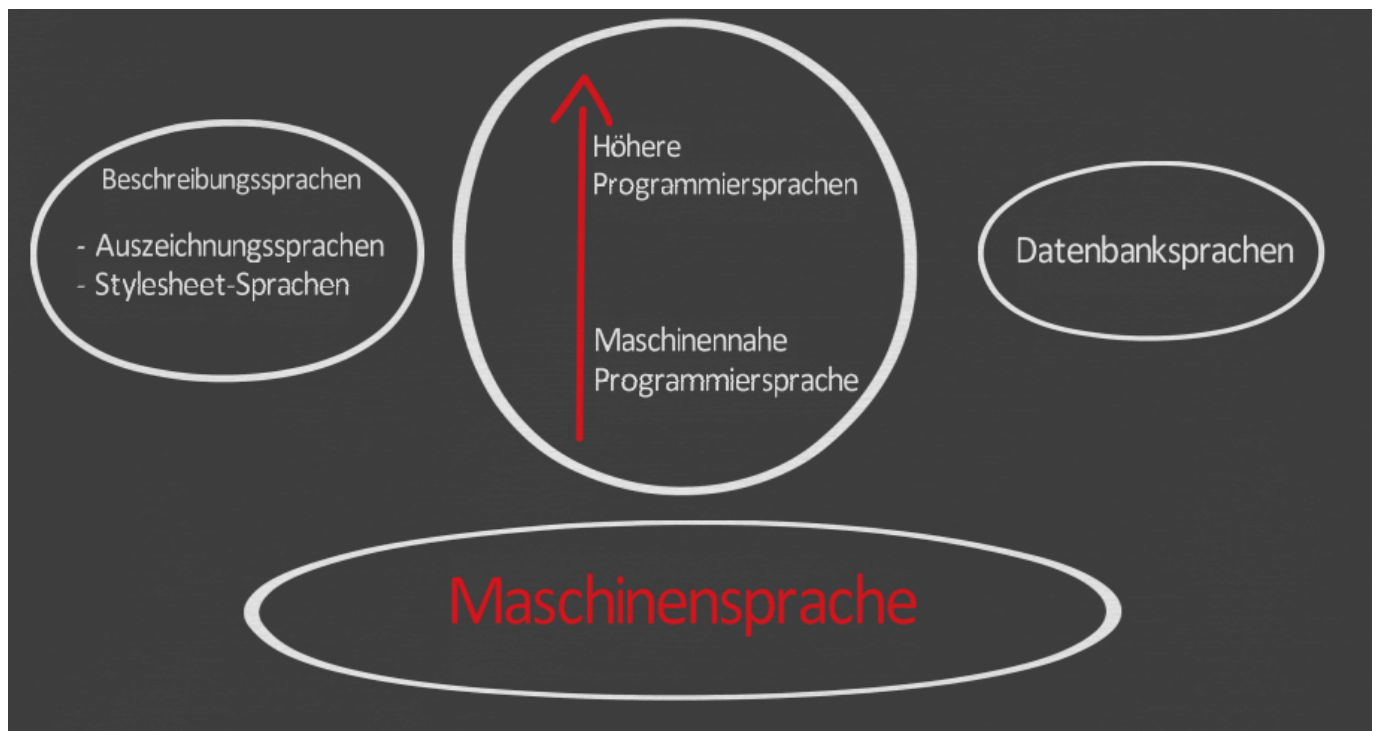 Beschreibungssprachen
- Auszeichnungssprachen
- Stylesheet-Sprachen
Höhere
Programmiersprachen
Maschinennahe
Programmiersprache
Datenbanksprachen
Maschinensprache